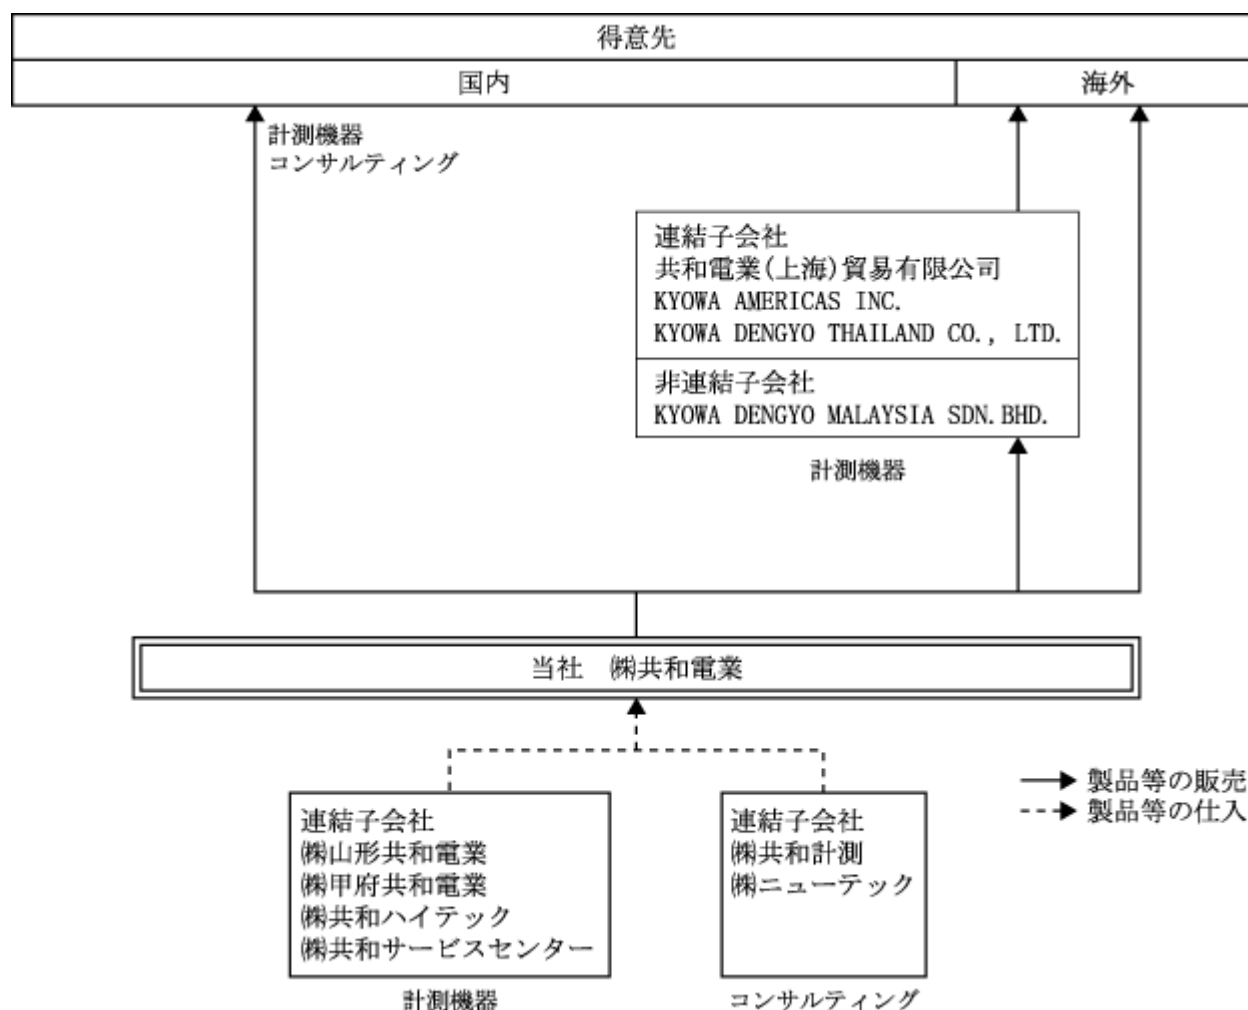 得意先
国内
海外
計測機器
コンサルティング
連結子会社
共和電業(上海)貿易有限公司
KYOWA AMERICAS INC.
KYOWA DENGYO THAILAND CO., LTD.
非連結子会社
KYOWA DENGYO MALAYSIA SDN.BHD.
計測機器
当社　㈱共和電業
連結子会社
㈱山形共和電業
㈱甲府共和電業
㈱共和ハイテック
㈱共和サービスセンター
計測機器
連結子会社
㈱共和計測
㈱ニューテック
コンサルティング
製品等の販売
製品等の仕入